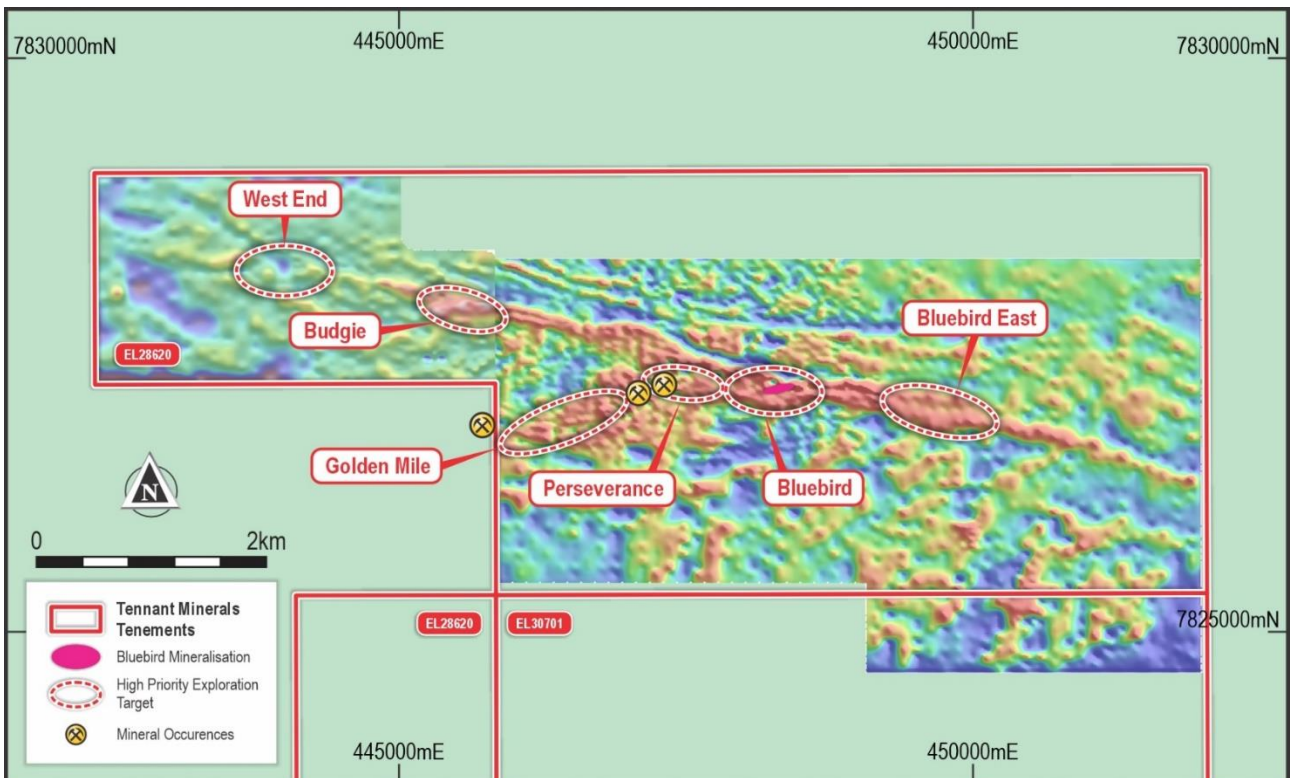 445000mE
450000mE
7830000mN
7830000mN
West End
Budgie
Bluebird East
EL28620
Golden Mile
Perseverance
Bluebird
N
0
2km
Tennant Minerals
Tenements
Bluebird Mineralisation
High Priority Exploration
Target
Mineral Occurences
EL28620
EL30701
7825000mN
445000mE
450000mE